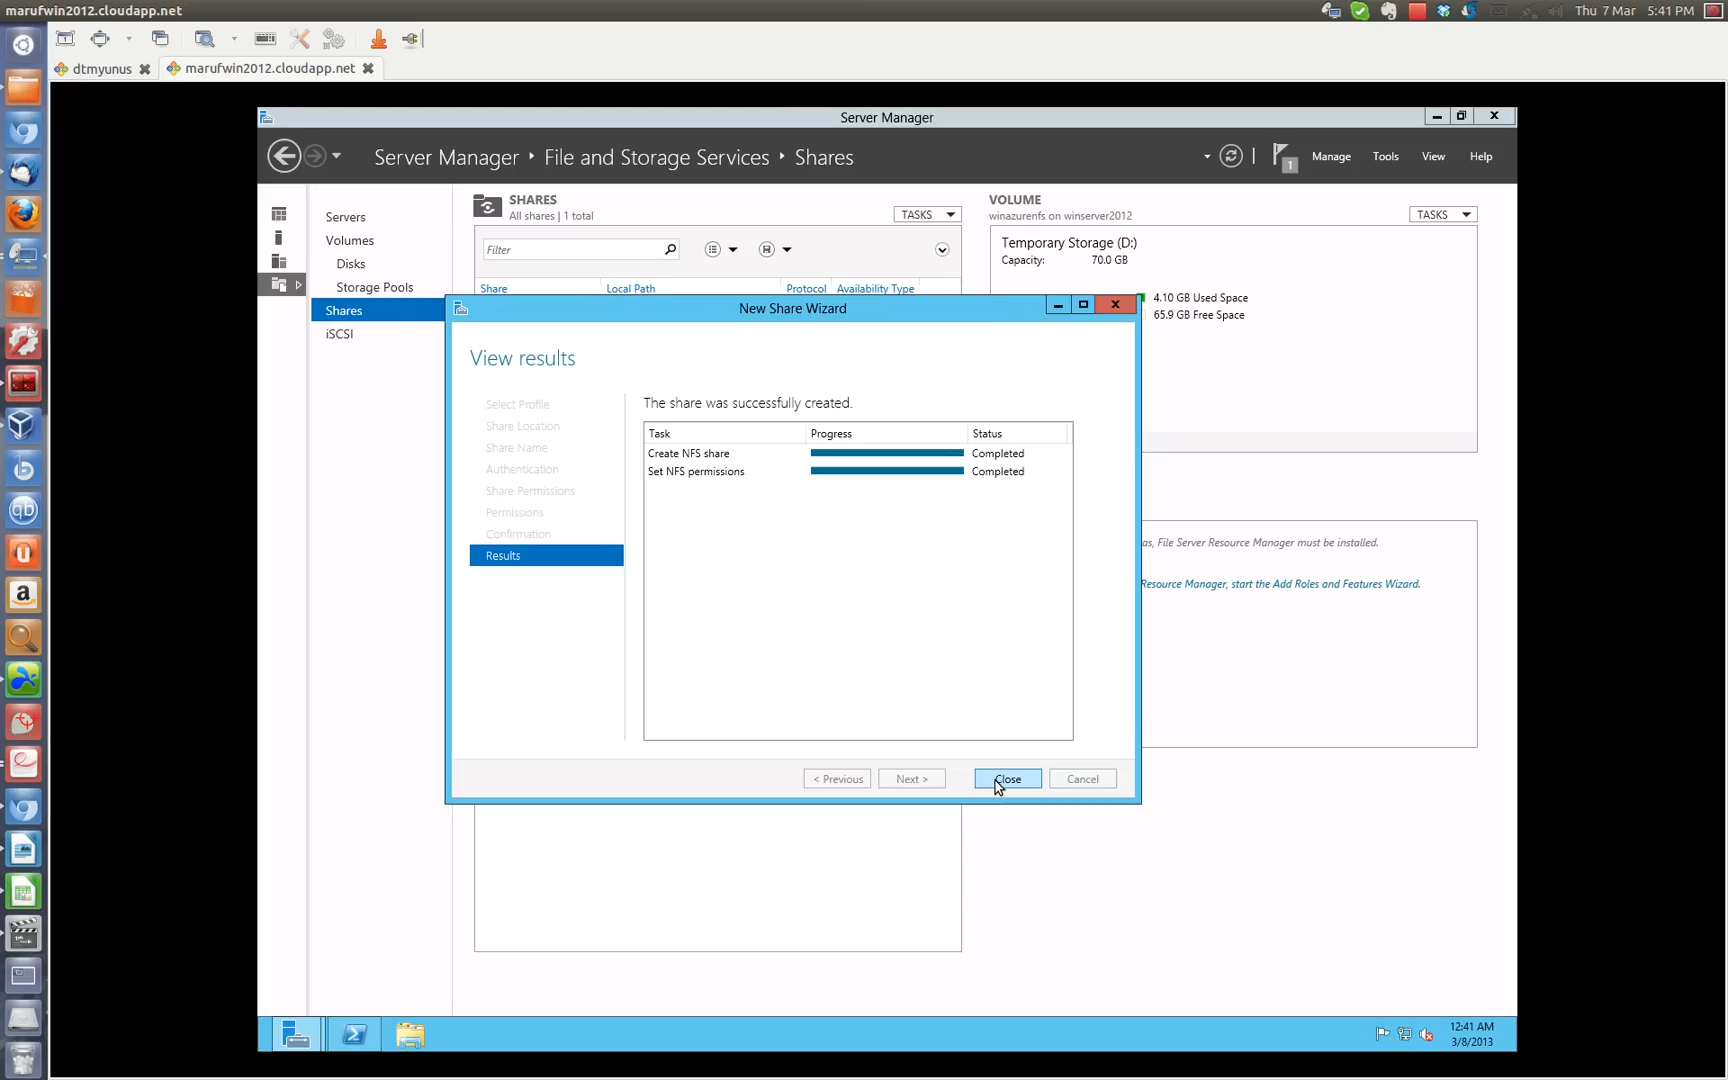 marufwin2012.cloudapp.net
Thu 7 Mar 5:41 PM
dtmyunus
marufwin2012.cloudapp.net
Server Manager
Server Manager • File and Storage Services • Shares
1
Manage
Tools
View
Help
Servers
Volumes
Disks
Storage Pools
Shares
iSCSI
SHARES
All shares | 1 total
TASKS
Filter
Share
Local Path
Protocol
Availability Type
VOLUME
winazurenfs on winserver2012
TASKS
Temporary Storage (D:)
Capacity: 70.0 GB
4.10 GB Used Space
65.9 GB Free Space
as, File Server Resource Manager must be installed.
Resource Manager, start the Add Roles and Features Wizard.
New Share Wizard
View results
Select Profile
Share Location
Share Name
Authentication
Share Permissions
Permissions
Confirmation
Results
The share was successfully created.
Task Progress Status
Create NFS share Completed
Set NFS permissions Completed
< Previous
Next >
Close
Cancel
12:41 AM
3/8/2013